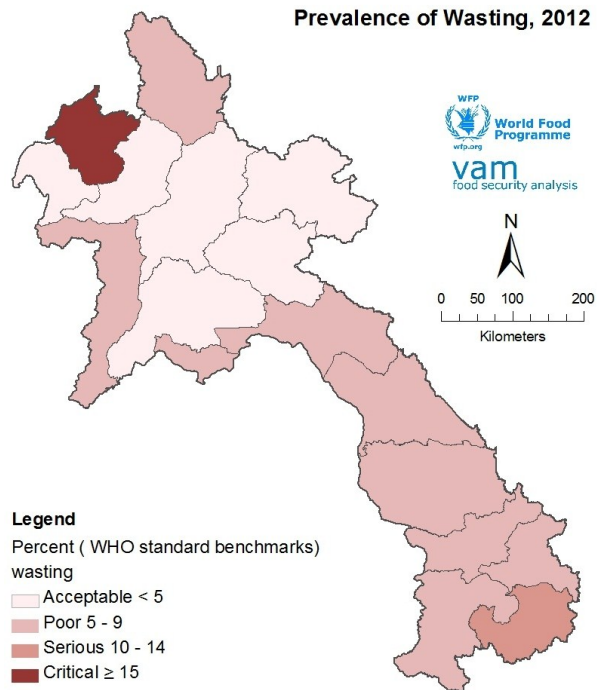 Prevalence of Wasting, 2012
WFP
wfp.org
World Food
Programme
vam
food security analysis
N
0 50 100 200
Kilometers
Legend
Percent ( WHO standard benchmarks)
wasting
Acceptable < 5
Poor 5 - 9
Serious 10 - 14
Critical ≥ 15